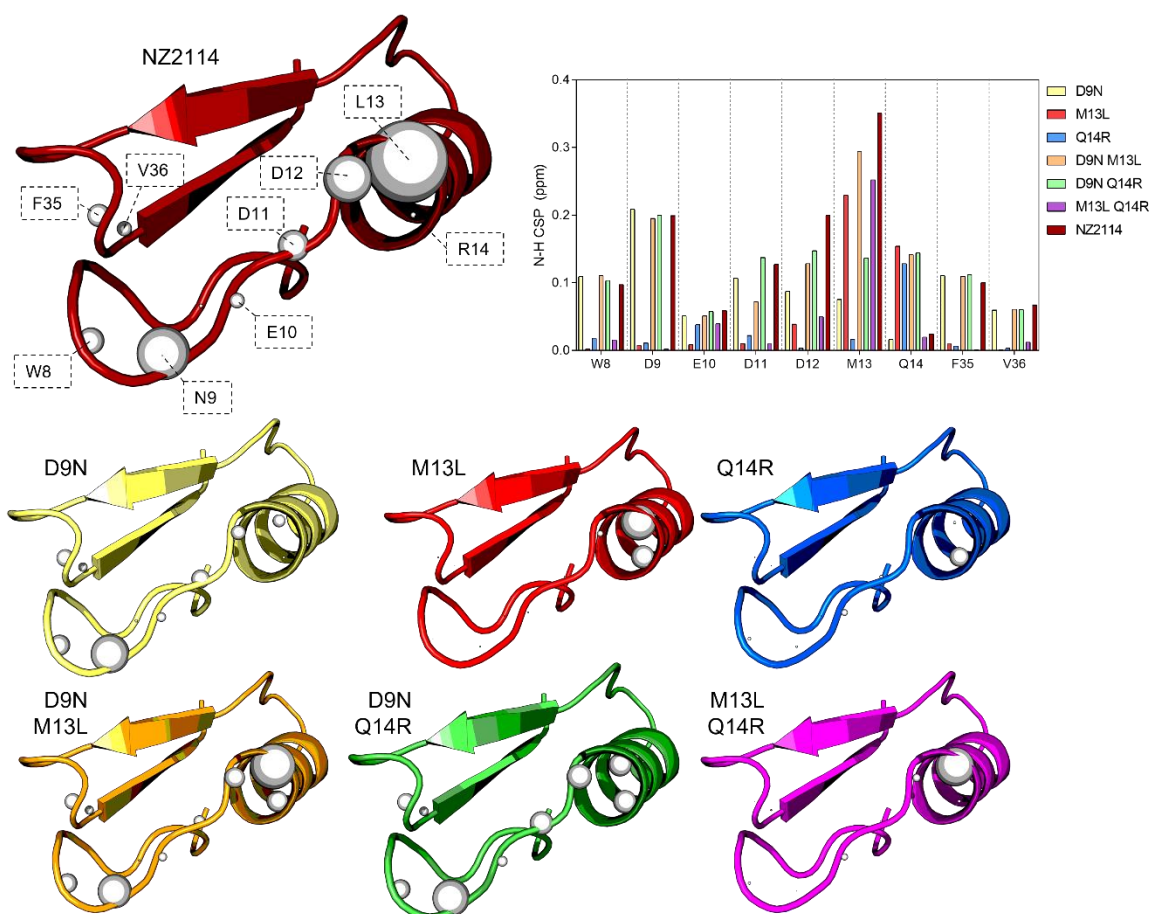 NZ2114
L13
V36
D12
F35
D11
R14
E10
W8
N9
0.4
0.3
0.2
0.1
0.0
N-H CSP (ppm)
W8 D9 E10 D11 D12 M13 Q14 F35 V36
D9N
M13L
Q14R
D9N M13L
D9N Q14R
M13L Q14R
NZ2114
D9N
M13L
Q14R
D9N
M13L
D9N
Q14R
M13L
Q14R